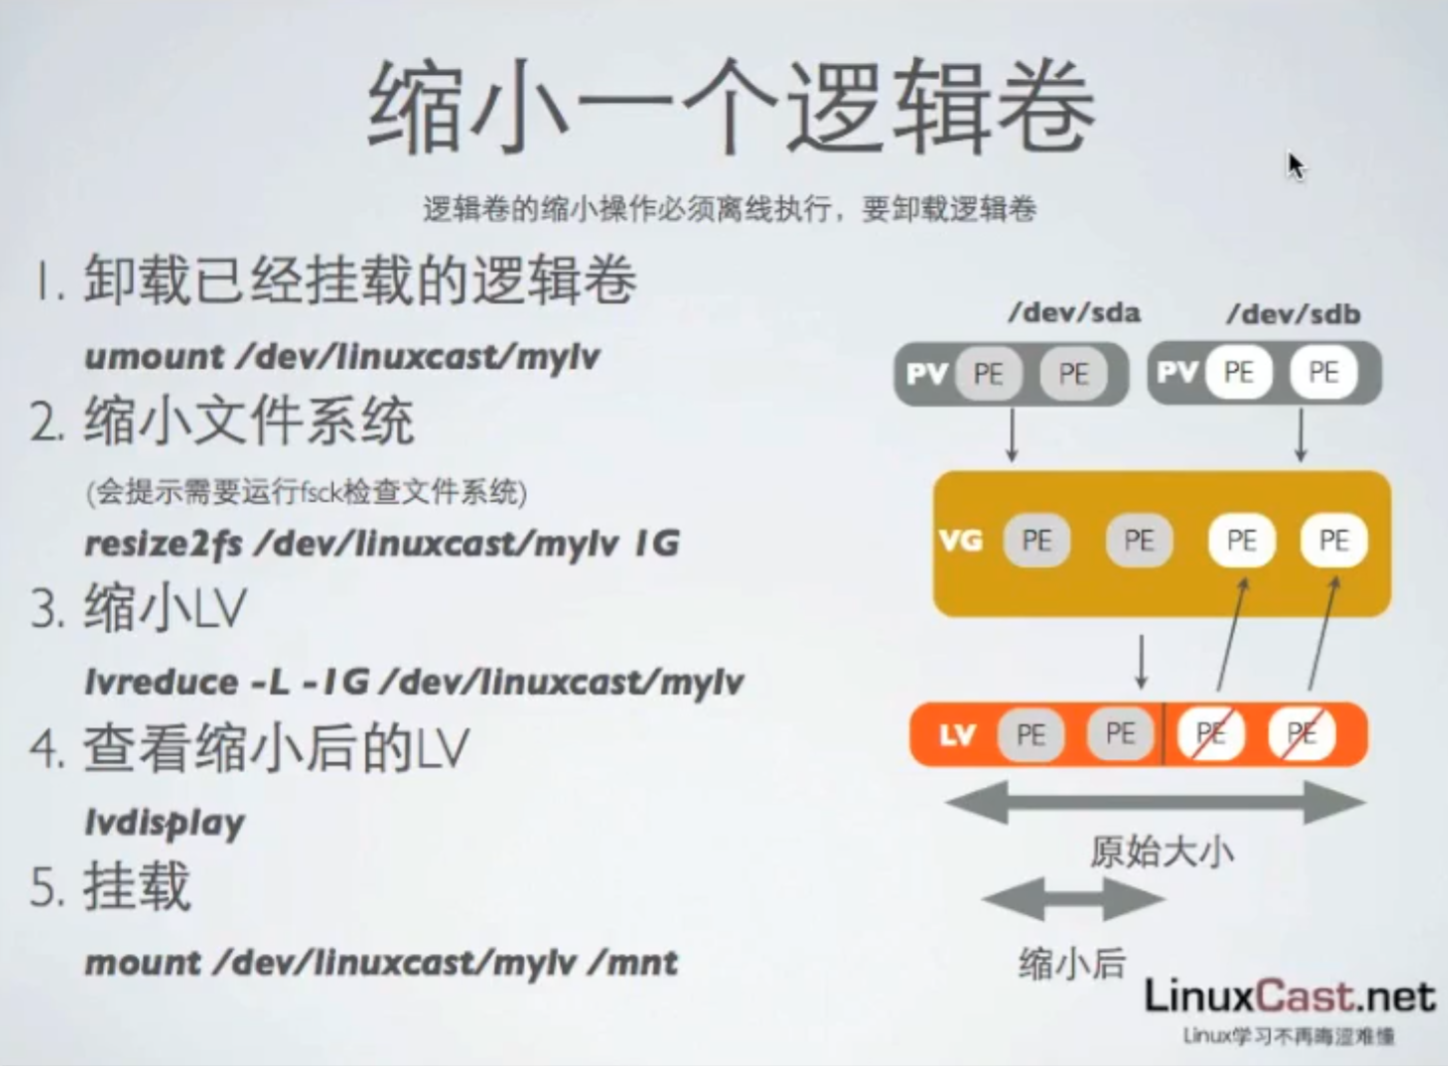 缩小一个逻辑卷
逻辑卷的缩小操作必须离线执行，要卸载逻辑卷
1. 卸载已经挂载的逻辑卷
umount /dev/linuxcast/mylv
2. 缩小文件系统
(会提示需要运行fsck检查文件系统)
resize2fs /dev/linuxcast/mylv 1G
3. 缩小LV
lvreduce -L -1G /dev/linuxcast/mylv
4. 查看缩小后的LV
lvdisplay
5. 挂载
mount /dev/linuxcast/mylv /mnt
/dev/sda /dev/sdb
PV PE PE PV PE PE
VG PE PE PE PE
LV PE PE PE PE
原始大小
缩小后
LinuxCast.net
Linux学习不再晦涩难懂